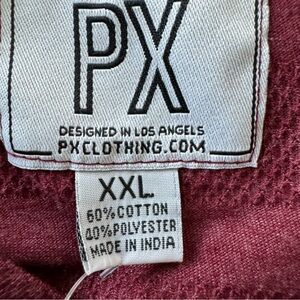 PX
DESIGNED IN LOS ANGELS
PXCLOTHING.COM
XXL
60%COTTON
40%POLYESTER
MADE IN INDIA